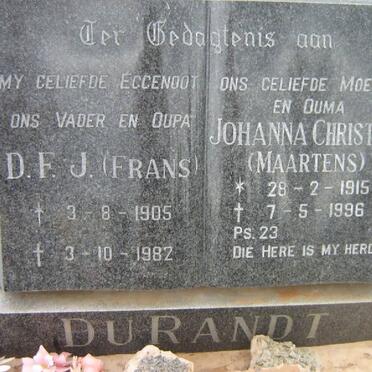 Ter Gedagtenis aan
MY GELIEFDE EGGENOOT
ONS VADER EN OUPA
D.F.J. (FRANS)
† 3-8-1905
† 3-10-1982
ONS GELIEFDE MOE
EN OUMA
JOHANNA CHRIST
(MAARTENS)
* 28-2-1915
† 7-5-1996
PS. 23
DIE HERE IS MY HERD
DURANDT